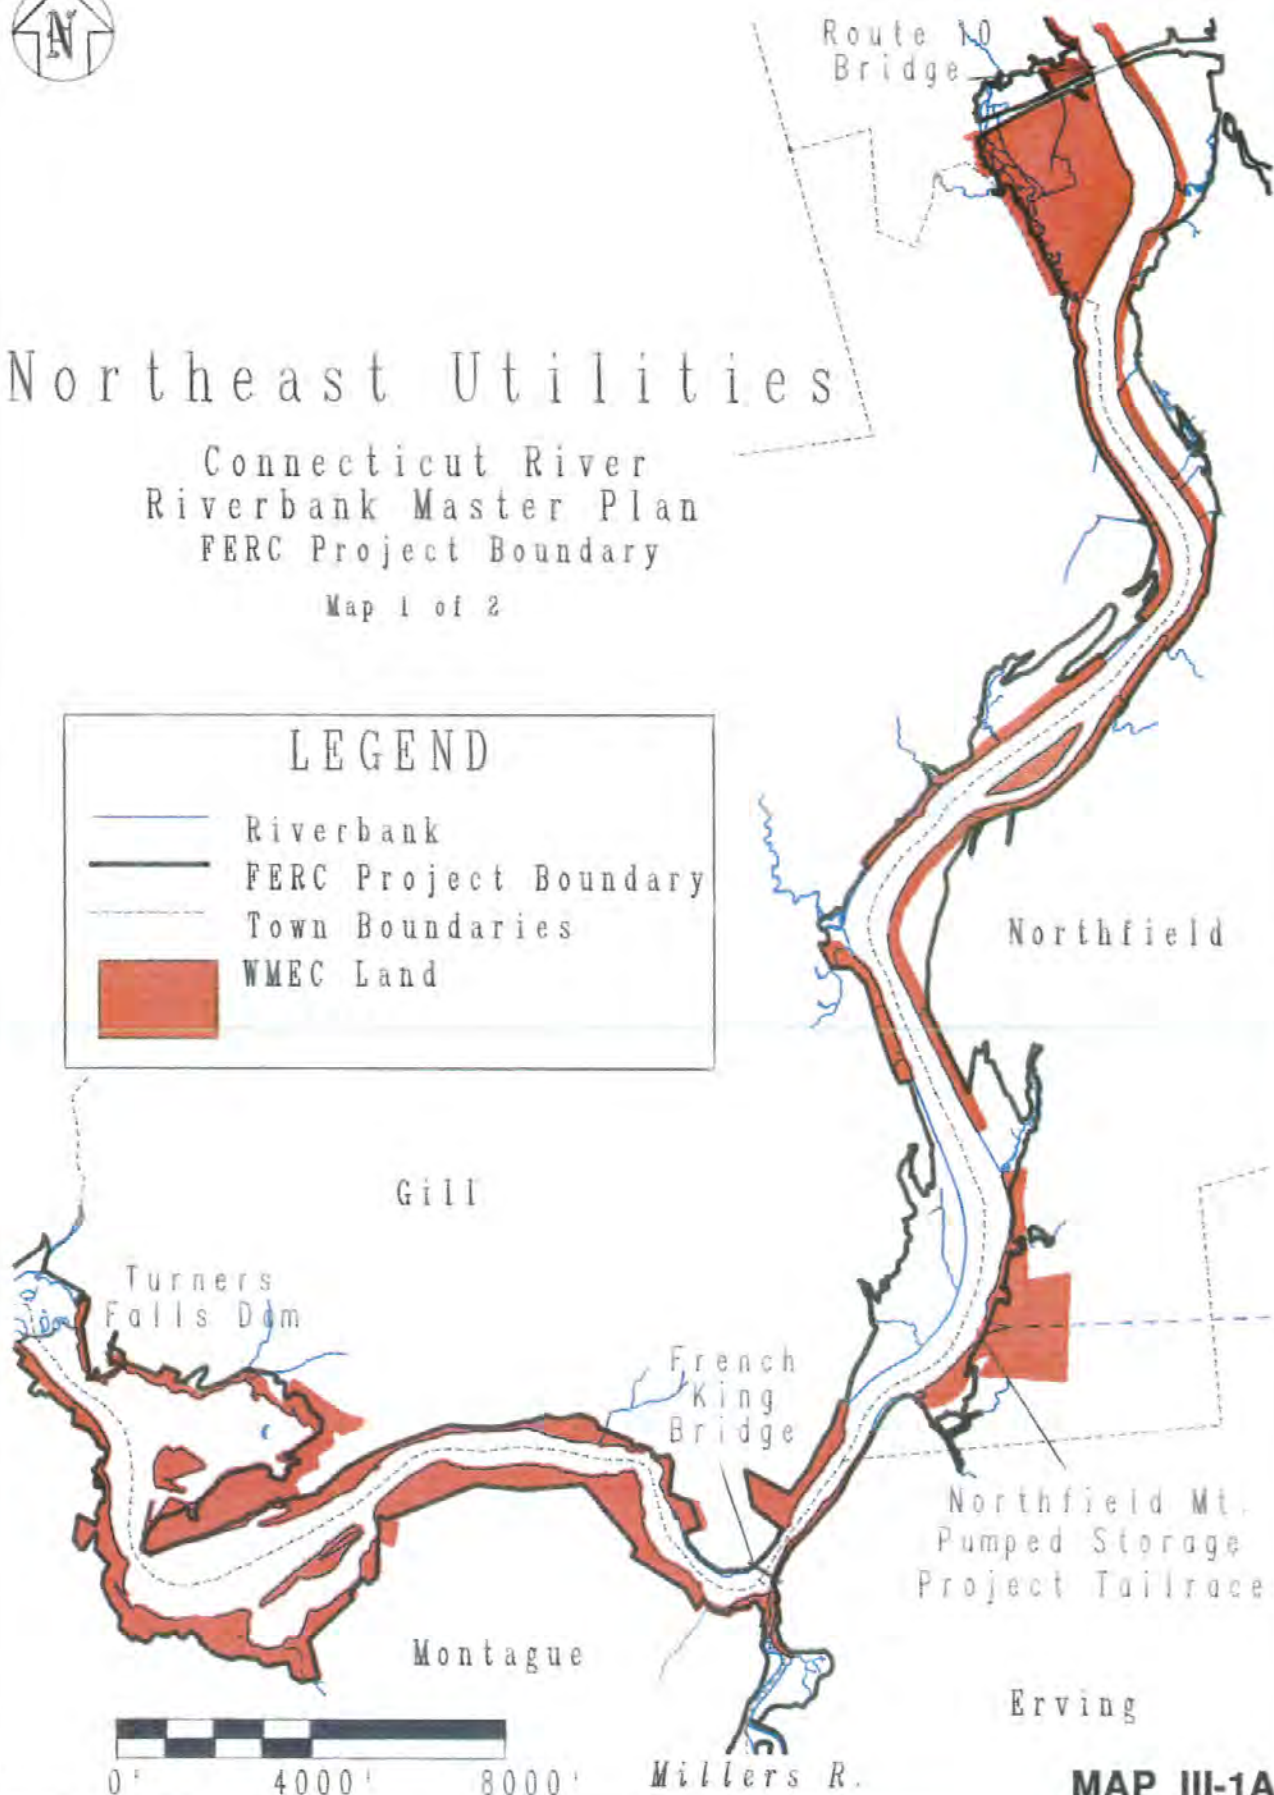 N
Route 10
Bridge
Northeast Utilities
Connecticut River
Riverbank Master Plan
FERC Project Boundary
Map 1 of 2
LEGEND
Riverbank
FERC Project Boundary
Town Boundaries
WMEC Land
Northfield
Gill
Turners
Falls Dam
French
King
Bridge
Northfield Mt.
Pumped Storage
Project Tailrace
Montague
Erving
0'
4000'
8000'
Millers R.
MAP III-1A